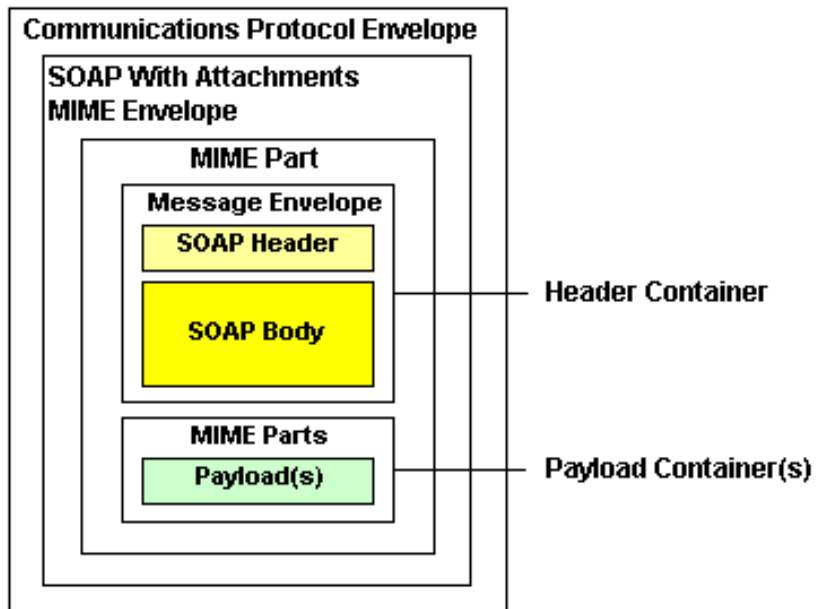 Communications Protocol Envelope
SOAP With Attachments
MIME Envelope
MIME Part
Message Envelope
SOAP Header
SOAP Body
Header Container
MIME Parts
Payload(s)
Payload Container(s)